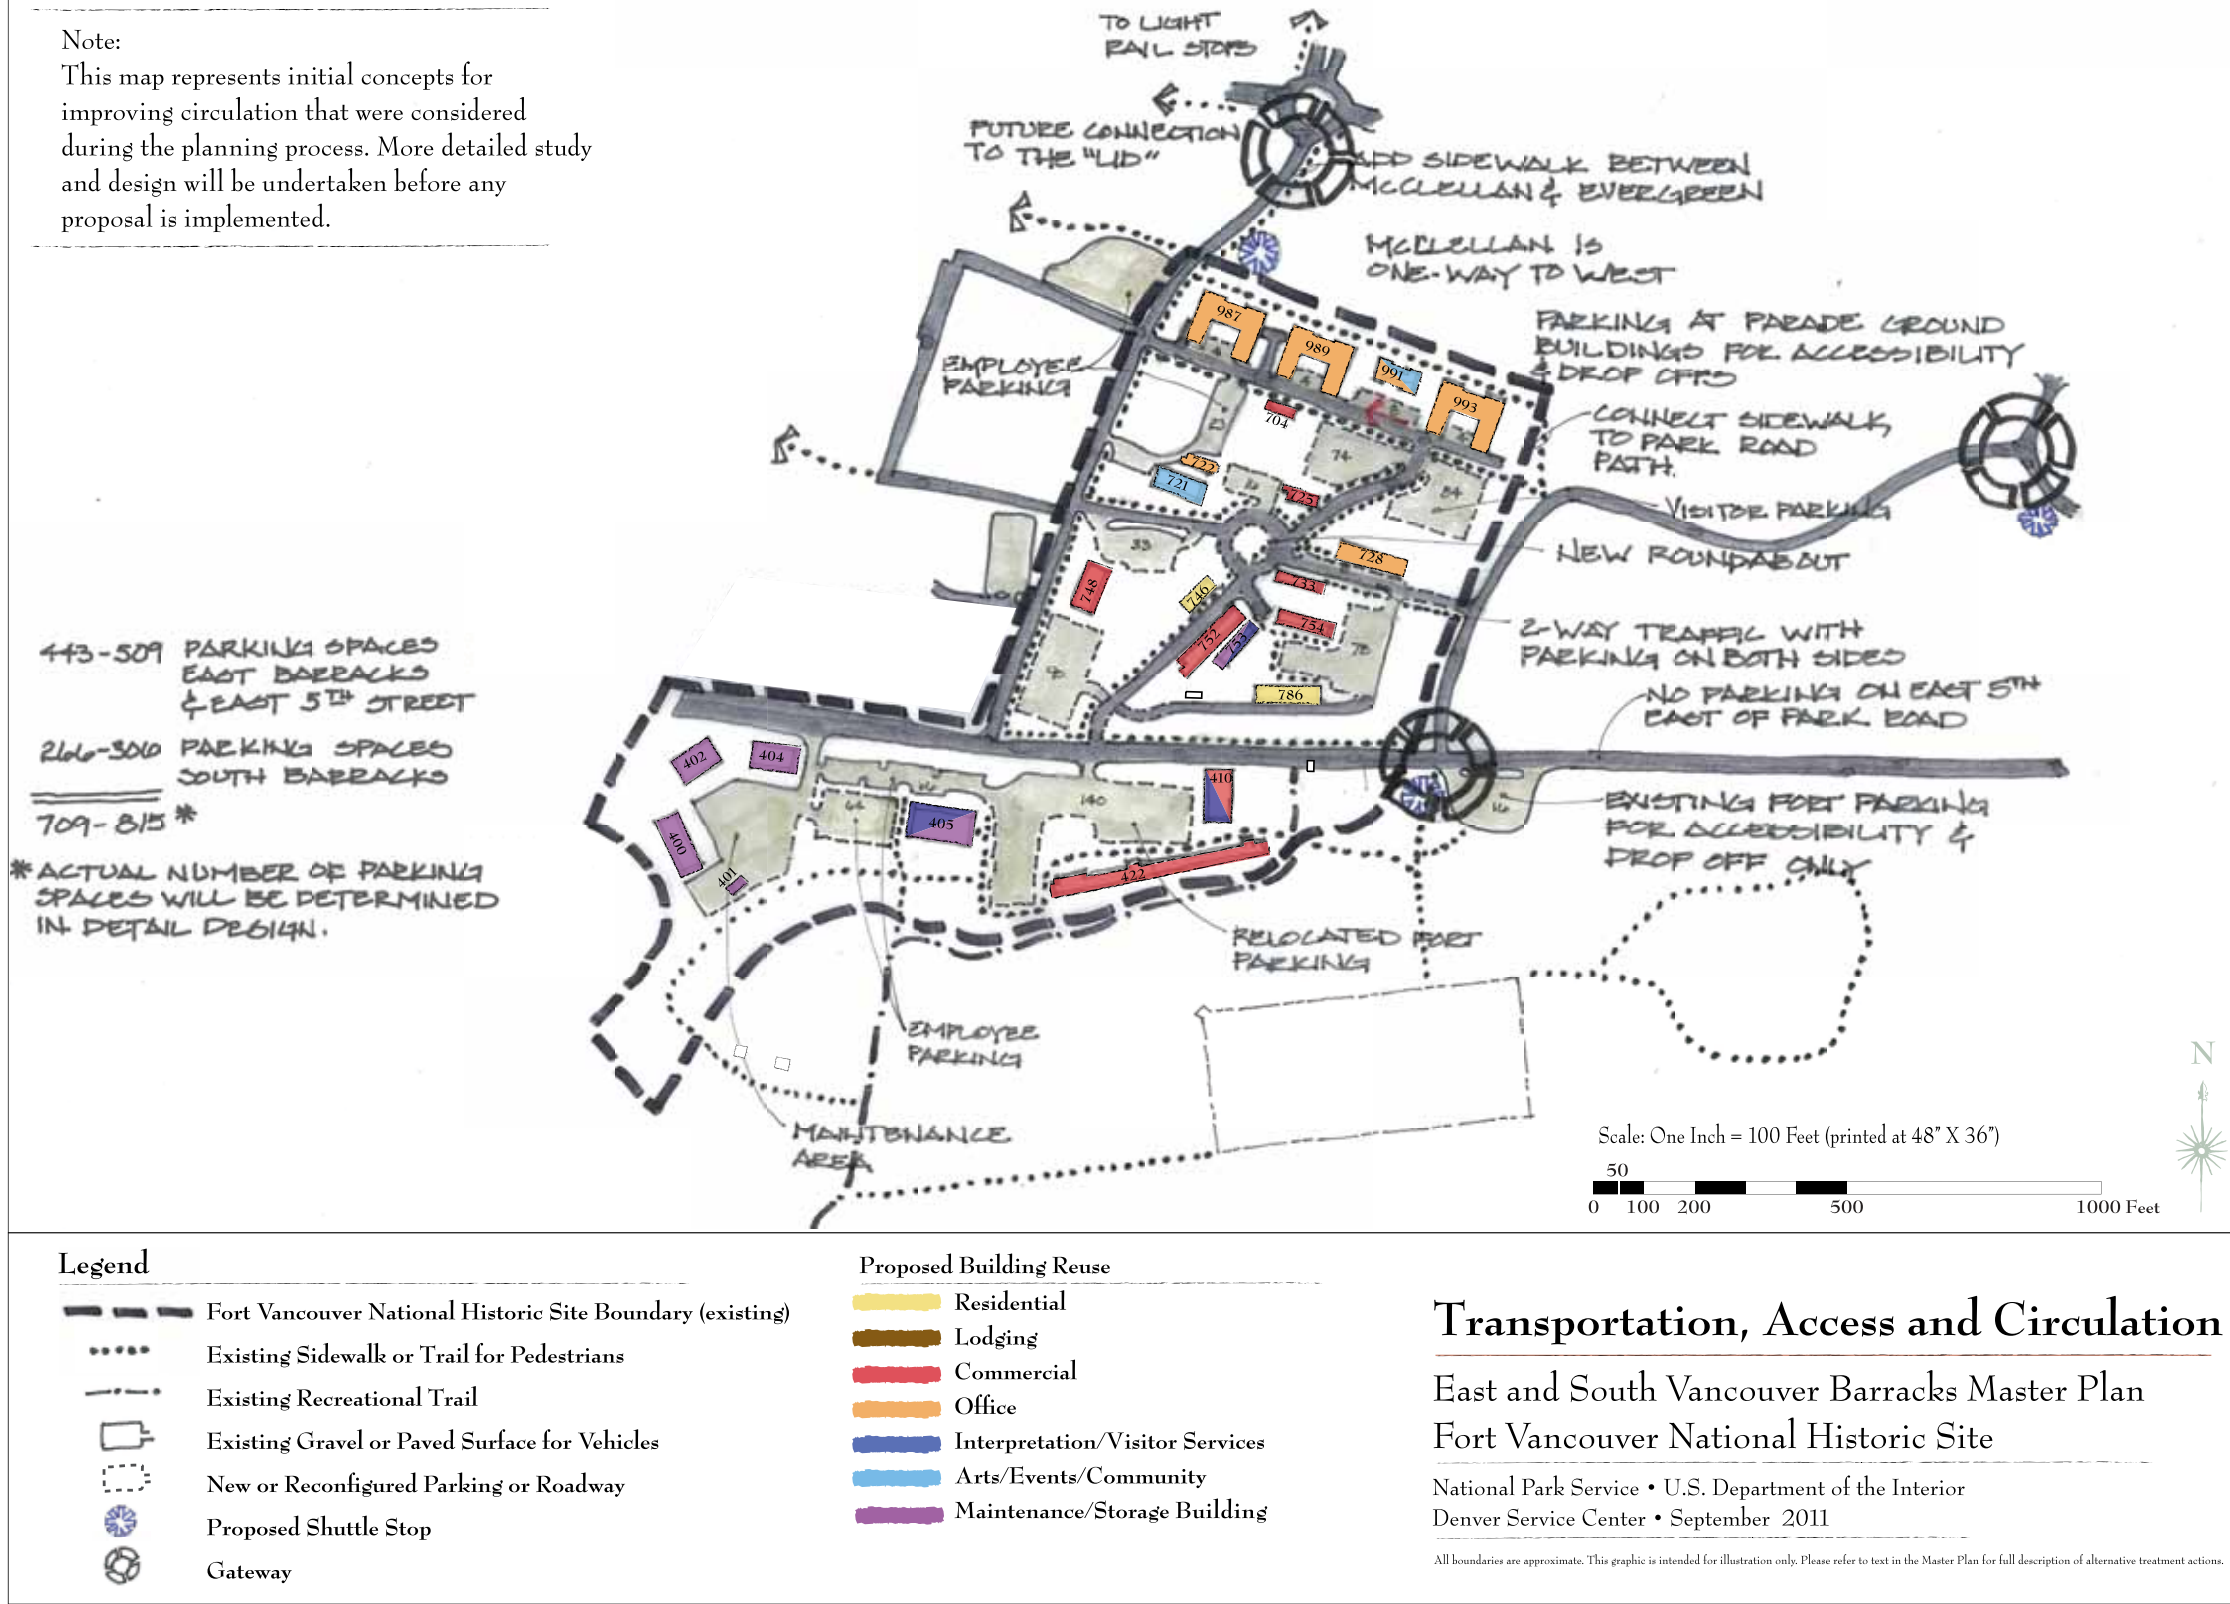 Note:
This map represents initial concepts for
improving circulation that were considered
during the planning process. More detailed study
and design will be undertaken before any
proposal is implemented.
TO LIGHT
RAIL STOPS
FUTURE CONNECTION
TO THE "LID"
ADD SIDEWALK BETWEEN
MCCLELLAN & EVERGREEN
MCCLELLAN IS
ONE-WAY TO WEST
PARKING AT PARADE GROUND
BUILDINGS FOR ACCESSIBILITY
& DROP OFFS
EMPLOYEE
PARKING
CONNECT SIDEWALK
TO PARK ROAD
PATH.
VISITOR PARKING
NEW ROUNDABOUT
2-WAY TRAFFIC WITH
PARKING ON BOTH SIDES
NO PARKING ON EAST 5TH
EAST OF PARK ROAD
EXISTING FORT PARKING
FOR ACCESSIBILITY &
DROP OFF ONLY
987
989
991
993
704
74
84
722
721
725
33
728
748
746
733
752
753
754
78
786
443-509 PARKING SPACES
EAST BARRACKS
& EAST 5TH STREET
266-306 PARKING SPACES
SOUTH BARRACKS
709-815 *
* ACTUAL NUMBER OF PARKING
SPACES WILL BE DETERMINED
IN DETAIL DESIGN.
402
404
400
401
64
405
140
410
16
422
RELOCATED FORT
PARKING
EMPLOYEE
PARKING
MAINTENANCE
AREA
N
Scale: One Inch = 100 Feet (printed at 48" X 36")
50
0 100 200 500 1000 Feet
Legend
Fort Vancouver National Historic Site Boundary (existing)
Existing Sidewalk or Trail for Pedestrians
Existing Recreational Trail
Existing Gravel or Paved Surface for Vehicles
New or Reconfigured Parking or Roadway
Proposed Shuttle Stop
Gateway
Proposed Building Reuse
Residential
Lodging
Commercial
Office
Interpretation/Visitor Services
Arts/Events/Community
Maintenance/Storage Building
Transportation, Access and Circulation
East and South Vancouver Barracks Master Plan
Fort Vancouver National Historic Site
National Park Service • U.S. Department of the Interior
Denver Service Center • September 2011
All boundaries are approximate. This graphic is intended for illustration only. Please refer to text in the Master Plan for full description of alternative treatment actions.